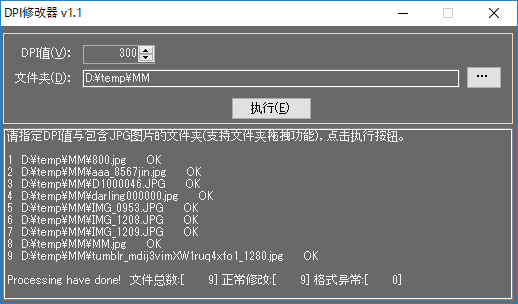 DPI修改器 v1.1
DPI值(V): 300
文件夹(D): D:¥temp¥MM ...
执行(E)
请指定DPI值与包含JPG图片的文件夹(支持文件夹拖拽功能), 点击执行按钮。
1 D:¥temp¥MM¥800.jpg OK
2 D:¥temp¥MM¥aaa_8567jin.jpg OK
3 D:¥temp¥MM¥D1000046.JPG OK
4 D:¥temp¥MM¥darling000000.jpg OK
5 D:¥temp¥MM¥IMG_0953.JPG OK
6 D:¥temp¥MM¥IMG_1208.JPG OK
7 D:¥temp¥MM¥IMG_1209.JPG OK
8 D:¥temp¥MM¥MM.jpg OK
9 D:¥temp¥MM¥tumblr_mdij3vimXW1ruq4xfo1_1280.jpg OK
Processing have done! 文件总数:[ 9] 正常修改:[ 9] 格式异常:[ 0]